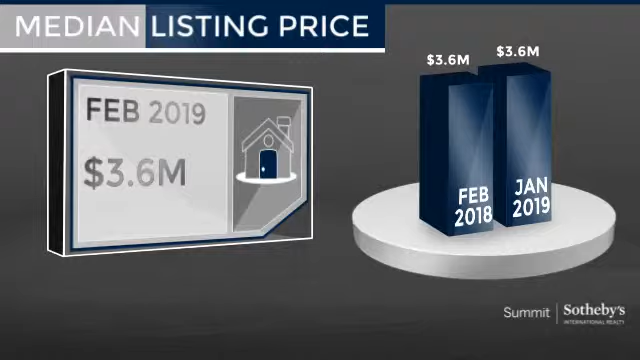 MEDIAN LISTING PRICE
FEB 2019
$3.6M
$3.6M
$3.6M
FEB
2018
JAN
2019
Summit
Sotheby's
INTERNATIONAL REALTY